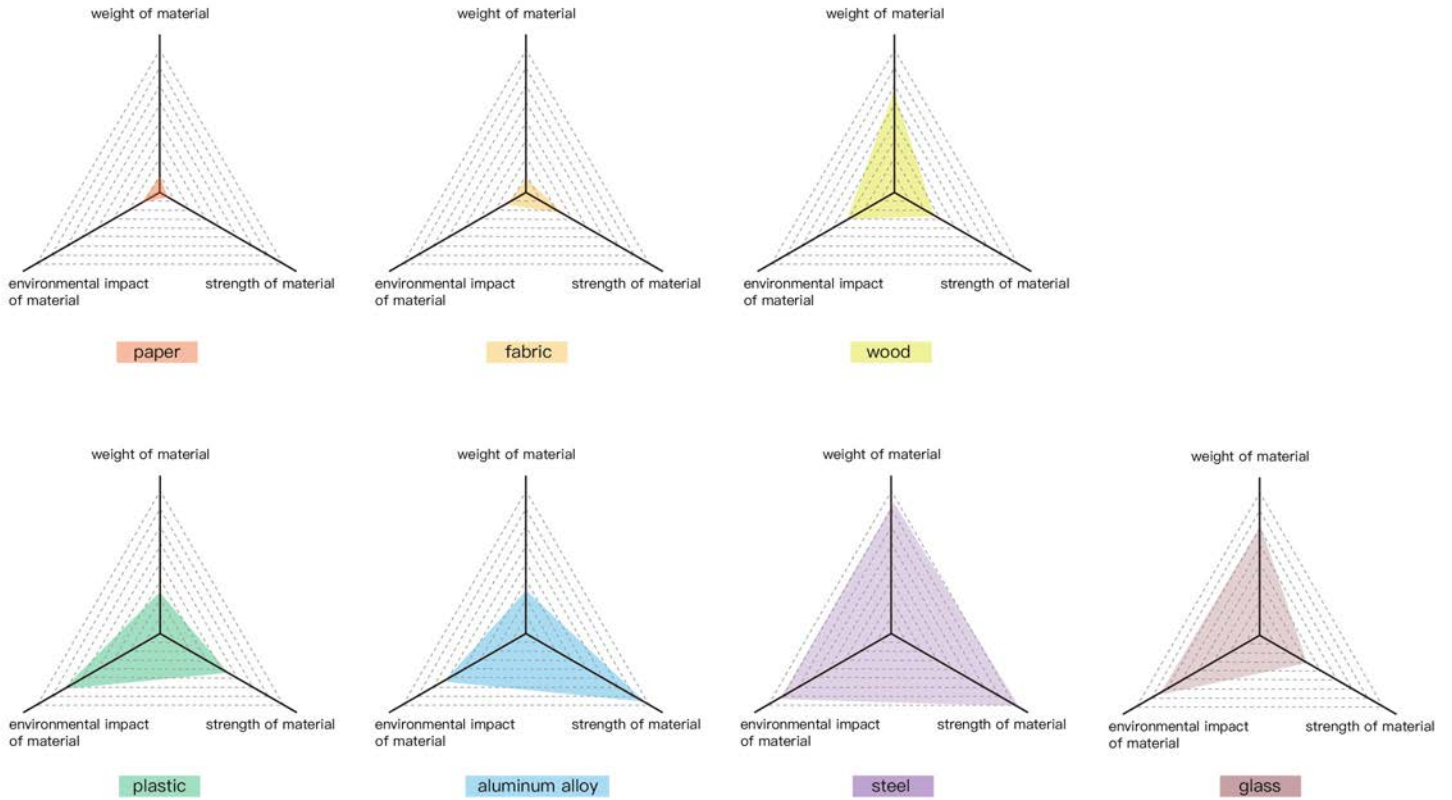 weight of material
weight of material
weight of material
environmental impact
of material
strength of material
environmental impact
of material
strength of material
environmental impact
of material
strength of material
paper
fabric
wood
weight of material
weight of material
weight of material
weight of material
environmental impact
of material
strength of material
environmental impact
of material
strength of material
environmental impact
of material
strength of material
environmental impact
of material
strength of material
plastic
aluminum alloy
steel
glass